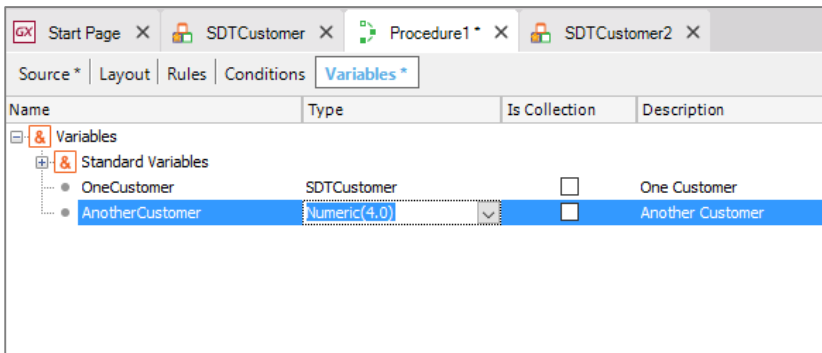 GX Start Page SDTCustomer Procedure1 * SDTCustomer2
Source * Layout Rules Conditions Variables *
Name Type Is Collection Description
& Variables
& Standard Variables
OneCustomer SDTCustomer One Customer
AnotherCustomer Numeric(4.0) Another Customer